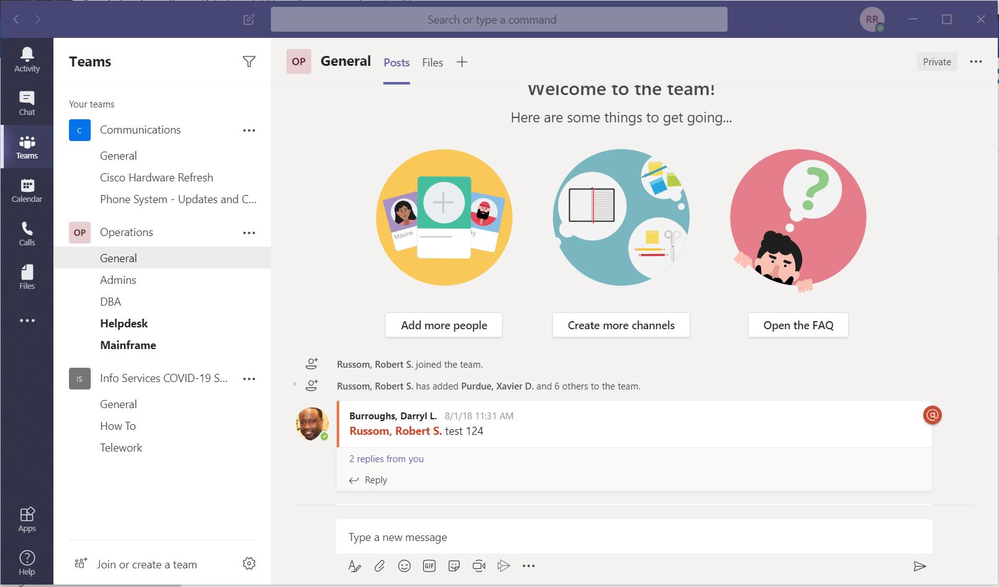 Search or type a command
RR
Activity
Chat
Teams
Calendar
Calls
Files
Apps
Help
Teams
Your teams
C Communications
General
Cisco Hardware Refresh
Phone System - Updates and C...
OP Operations
General
Admins
DBA
Helpdesk
Mainframe
IS Info Services COVID-19 S...
General
How To
Telework
Join or create a team
OP General Posts Files
Private
Welcome to the team!
Here are some things to get going...
Maxine
ky
?
Add more people
Create more channels
Open the FAQ
Russom, Robert S. joined the team.
Russom, Robert S. has added Purdue, Xavier D. and 6 others to the team.
Burroughs, Darryl L. 8/1/18 11:31 AM
@
Russom, Robert S. test 124
2 replies from you
Reply
Type a new message
GIF